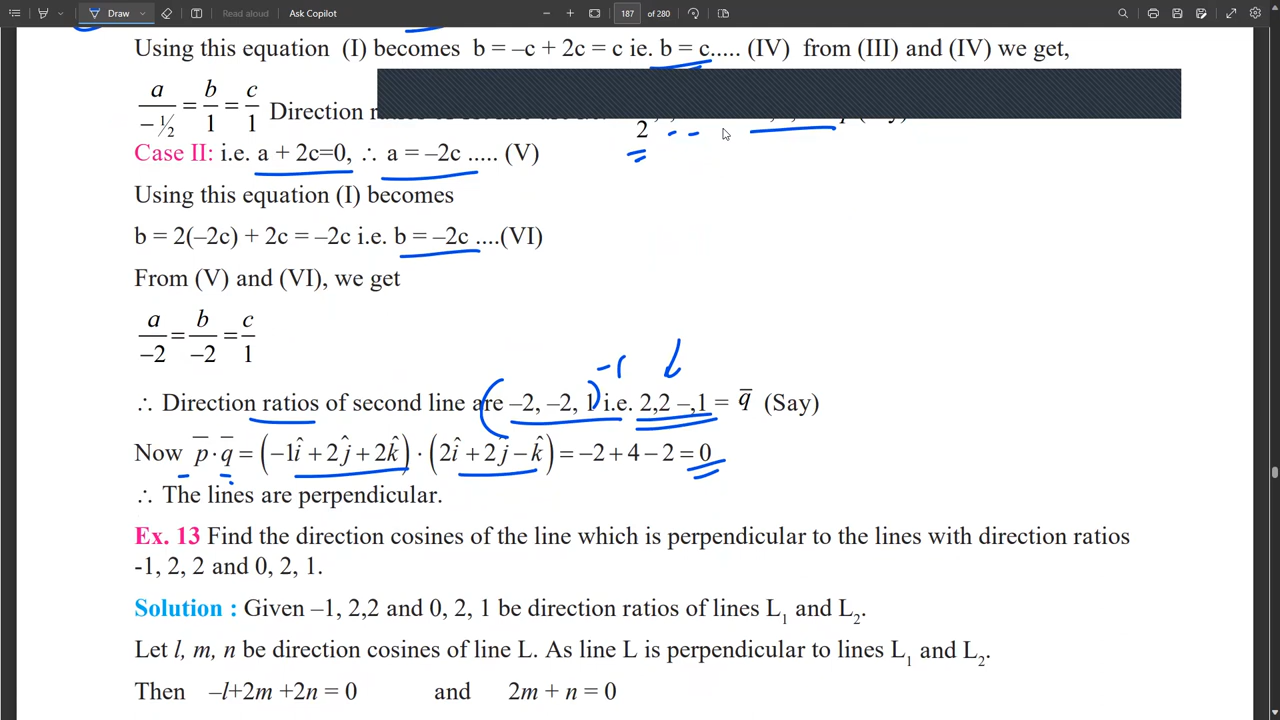 Draw
Read aloud
Ask Copilot
187 of 280
Using this equation (I) becomes b = –c + 2c = c ie. b = c..... (IV) from (III) and (IV) we get,
a/–½ = b/1 = c/1 Direction
2
Case II: i.e. a + 2c=0, ∴ a = –2c ..... (V)
Using this equation (I) becomes
b = 2(–2c) + 2c = –2c i.e. b = –2c ....(VI)
From (V) and (VI), we get
a/–2 = b/–2 = c/1
–1
∴ Direction ratios of second line are –2, –2, 1 i.e. 2,2 –,1 = q̄ (Say)
Now p̄ · q̄ = (–1î + 2ĵ + 2k̂) · (2î + 2ĵ – k̂) = –2 + 4 – 2 = 0
∴ The lines are perpendicular.
Ex. 13 Find the direction cosines of the line which is perpendicular to the lines with direction ratios
-1, 2, 2 and 0, 2, 1.
Solution : Given –1, 2,2 and 0, 2, 1 be direction ratios of lines L₁ and L₂.
Let l, m, n be direction cosines of line L. As line L is perpendicular to lines L₁ and L₂.
Then –l+2m +2n = 0 and 2m + n = 0